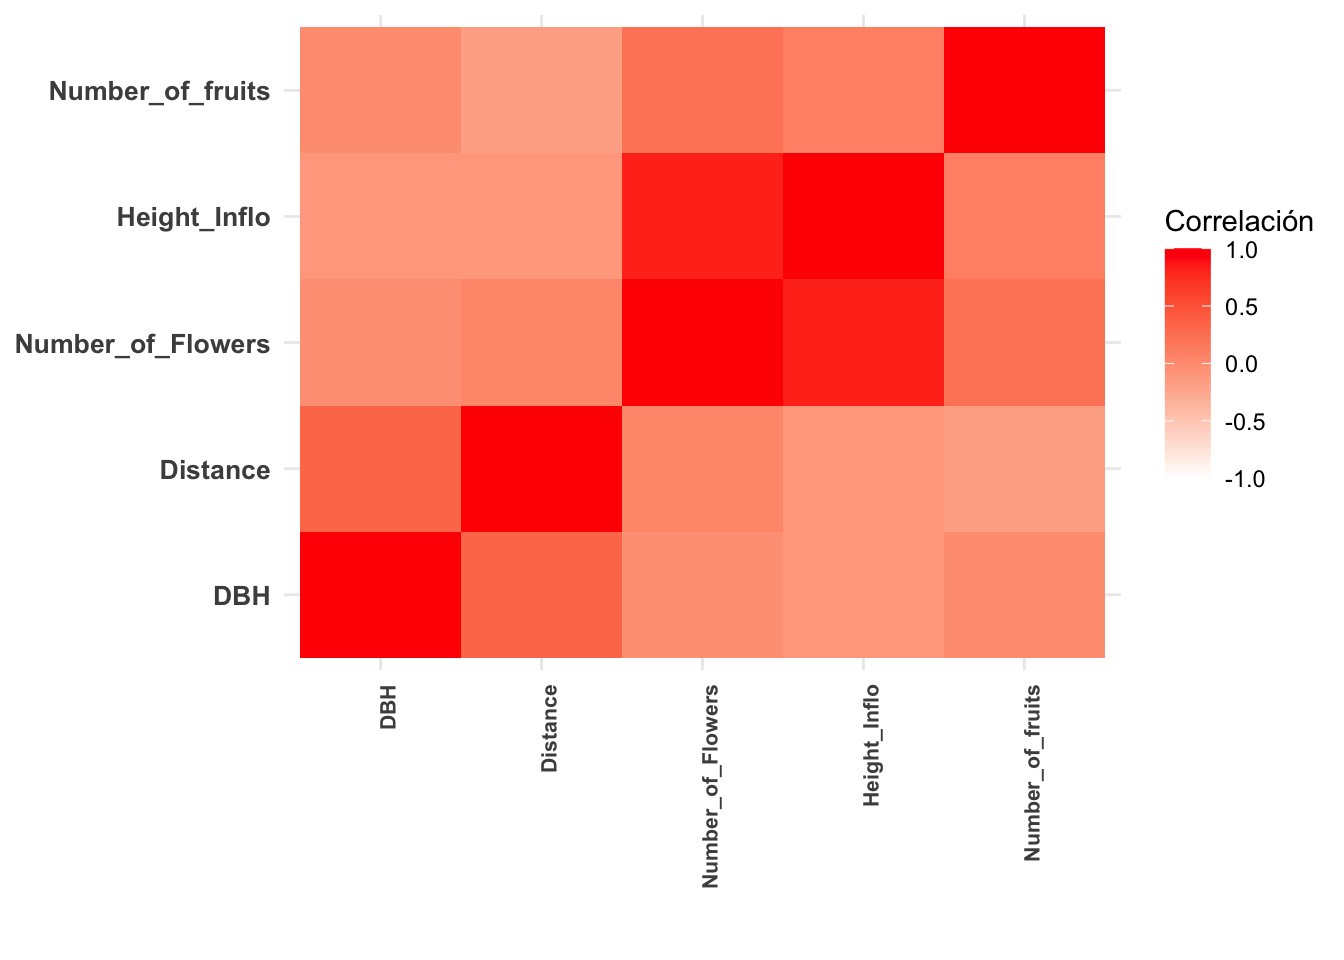 Number_of_fruits
Height_Inflo
Number_of_Flowers
Distance
DBH
DBH
Distance
Number_of_Flowers
Height_Inflo
Number_of_fruits
Correlación
1.0
0.5
0.0
-0.5
-1.0